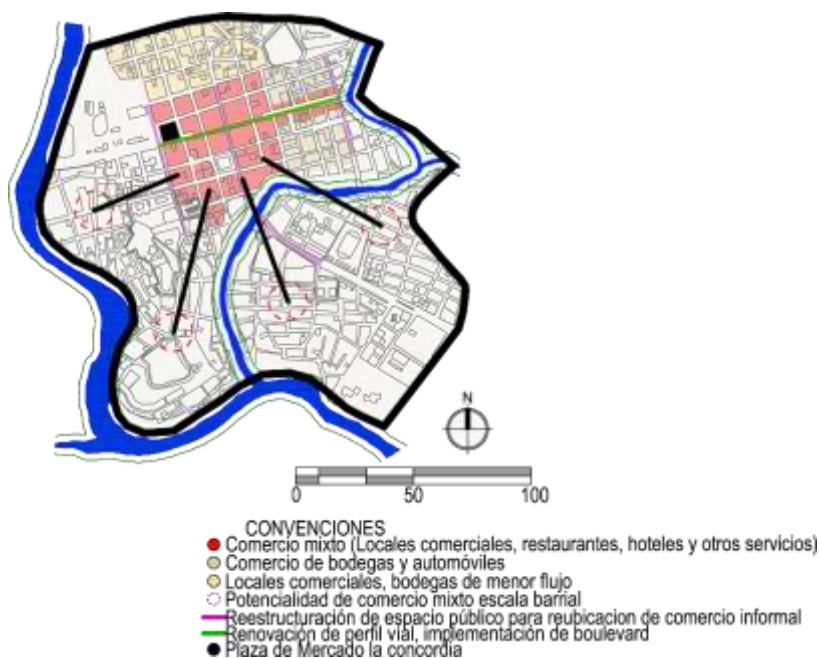 N
0 50 100
CONVENCIONES
Comercio mixto (Locales comerciales, restaurantes, hoteles y otros servicios)
Comercio de bodegas y automóviles
Locales comerciales, bodegas de menor flujo
Potencialidad de comercio mixto escala barrial
Reestructuración de espacio público para reubicacion de comercio informal
Renovación de perfil vial, implementación de boulevard
Plaza de Mercado la concordia